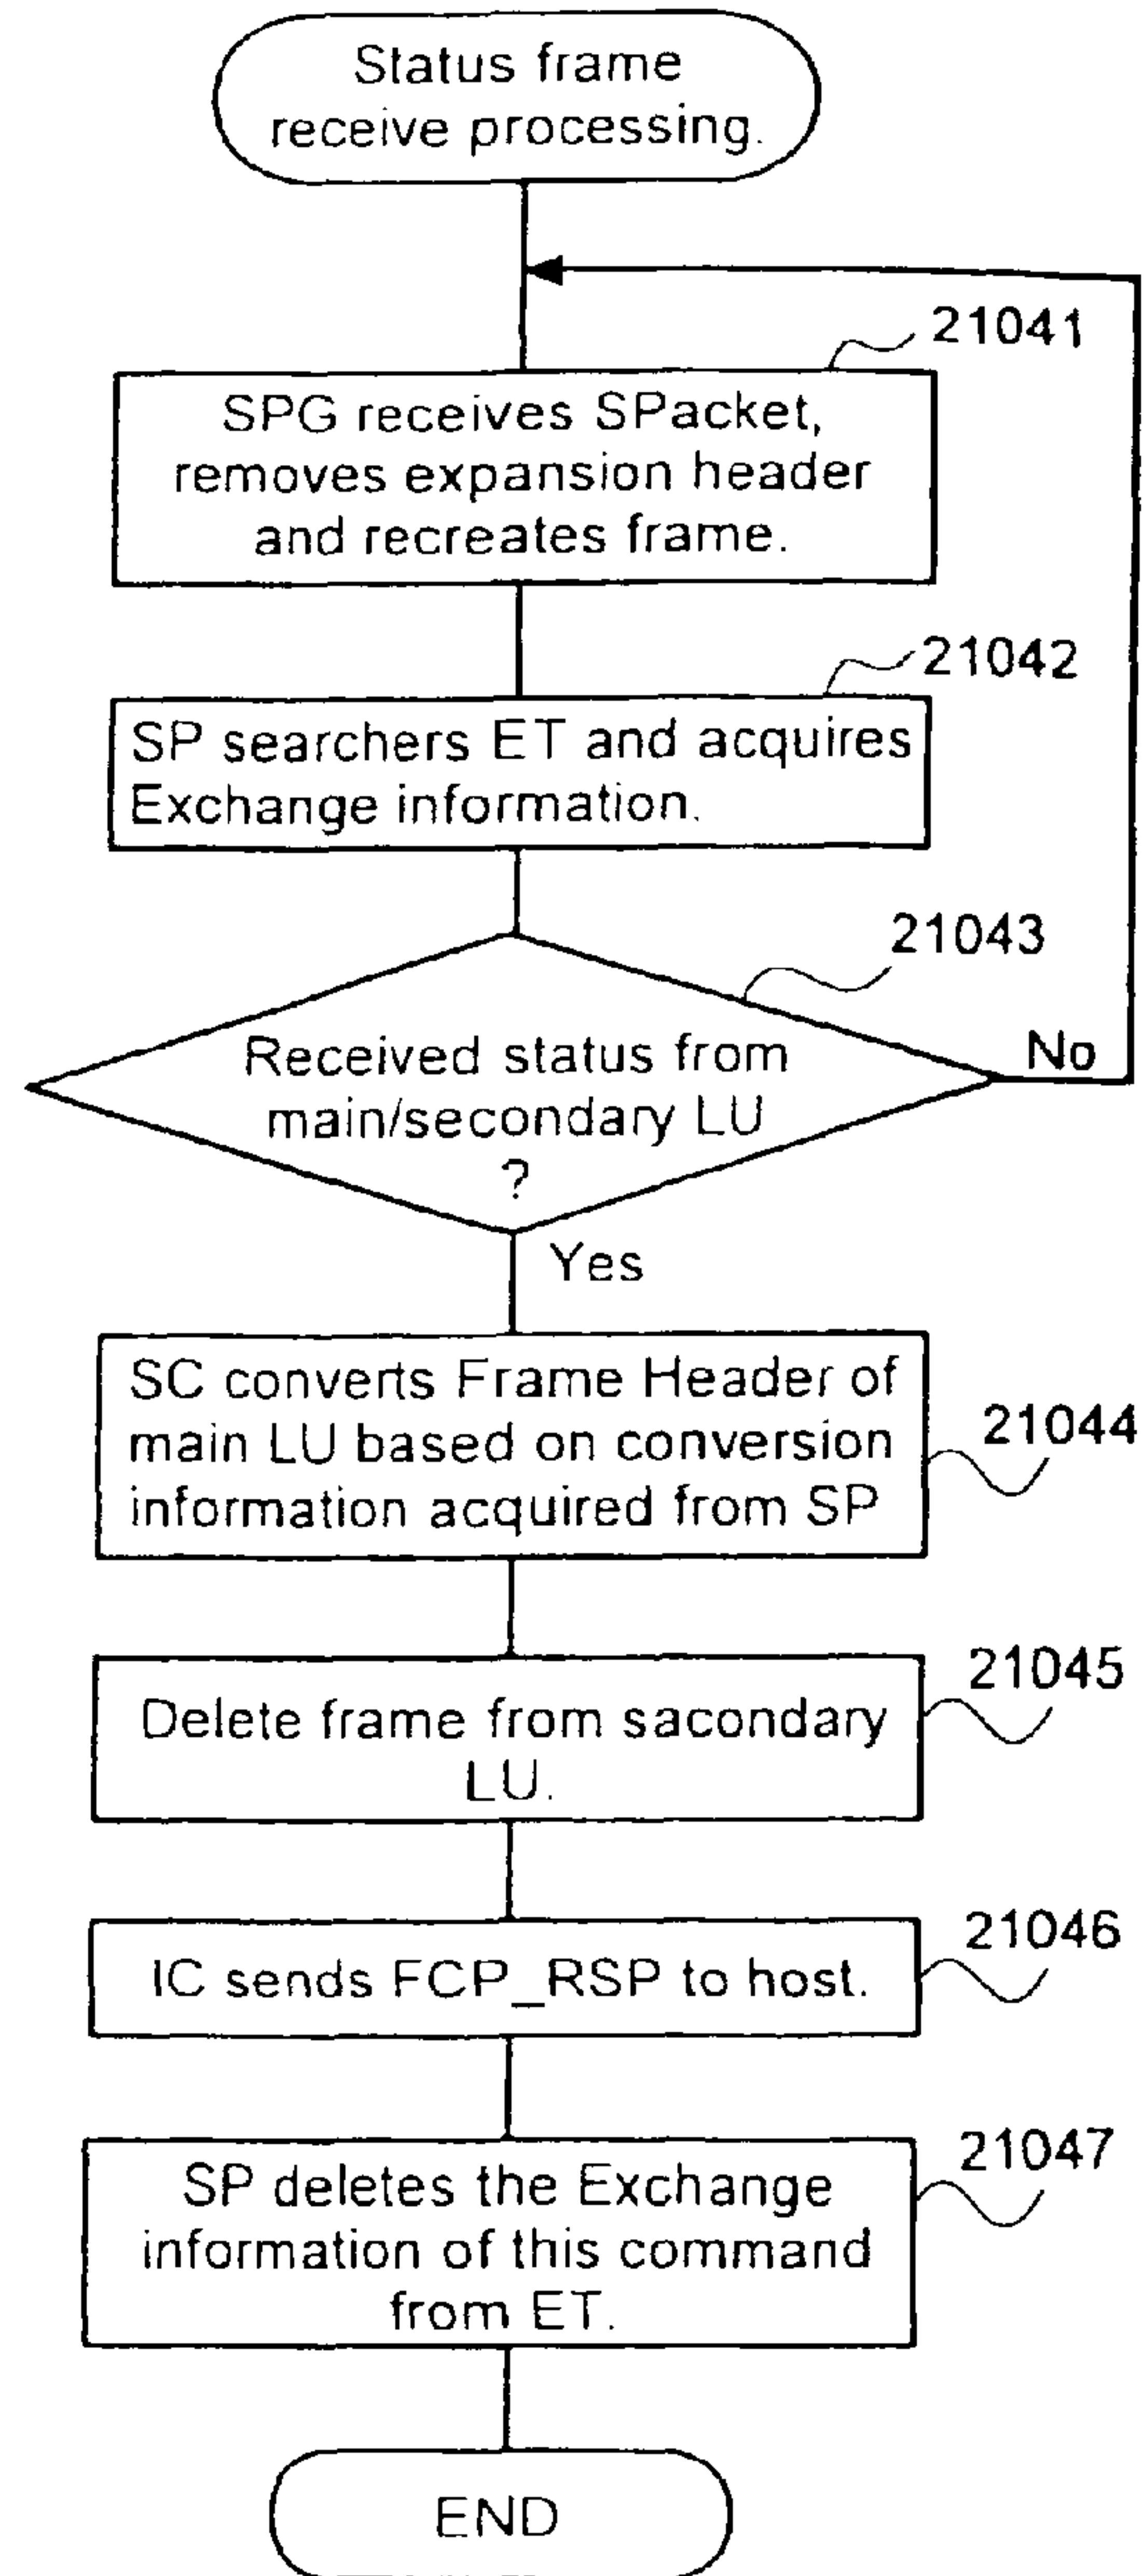 Status frame
receive processing.
21041
SPG receives SPacket,
removes expansion header
and recreates frame.
21042
SP searchers ET and acquires
Exchange information.
21043
Received status from
main/secondary LU
?
No
Yes
SC converts Frame Header of
main LU based on conversion
information acquired from SP
21044
21045
Delete frame from sacondary
LU.
21046
IC sends FCP_RSP to host.
21047
SP deletes the Exchange
information of this command
from ET.
END